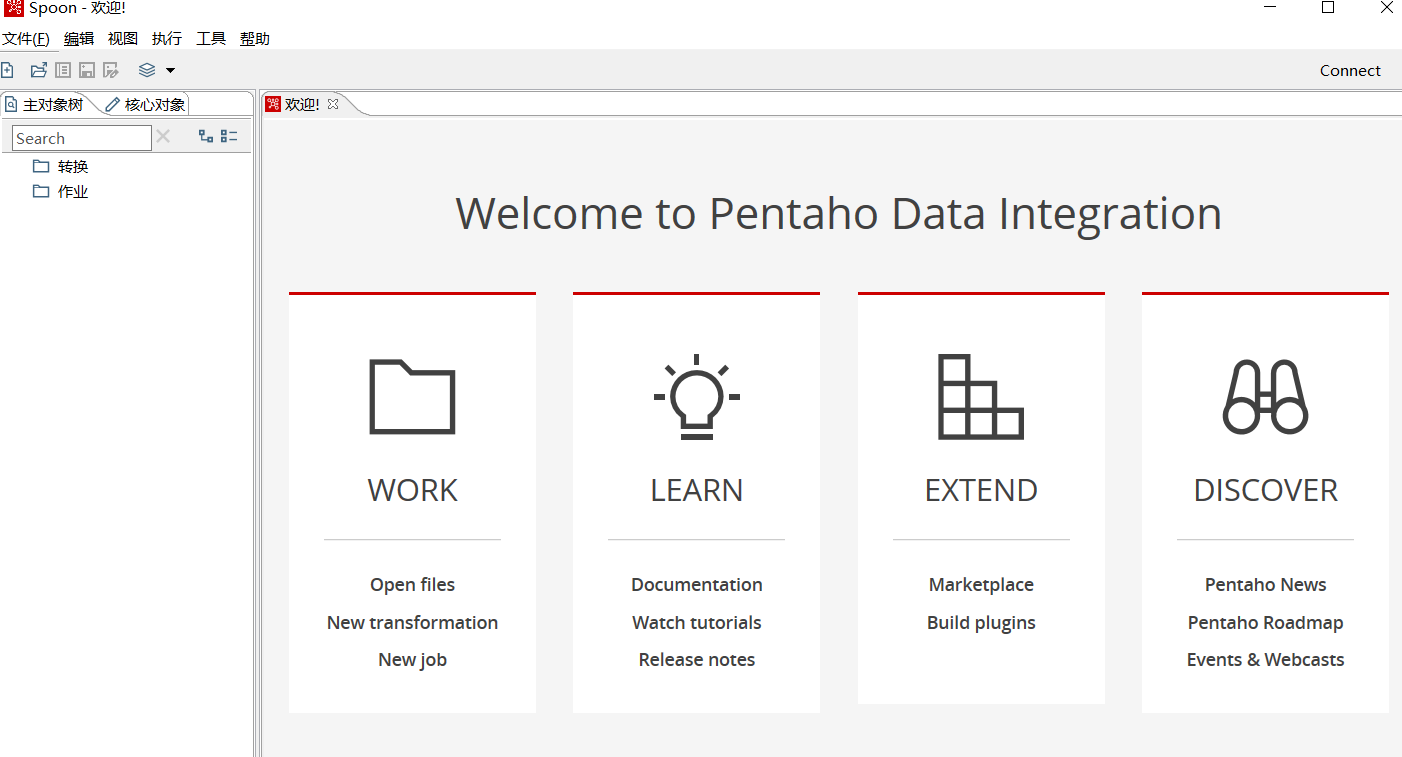 Spoon - 欢迎!
文件(F) 编辑 视图 执行 工具 帮助
Connect
主对象树 核心对象
欢迎!
Search
转换
作业
Welcome to Pentaho Data Integration
WORK
Open files
New transformation
New job
LEARN
Documentation
Watch tutorials
Release notes
EXTEND
Marketplace
Build plugins
DISCOVER
Pentaho News
Pentaho Roadmap
Events & Webcasts